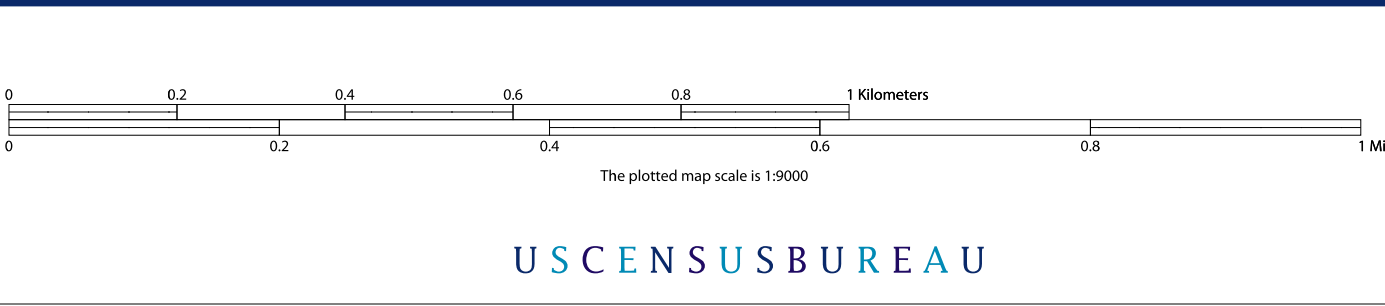 0 0.2 0.4 0.6 0.8 1 Kilometers
0 0.2 0.4 0.6 0.8 1 Mi
The plotted map scale is 1:9000
USCENSUSBUREAU